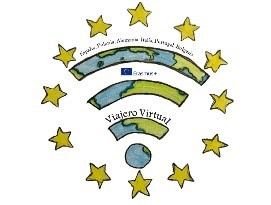 España, Polonia, Alemania, Italia, Portugal, Bulgaria
Erasmus+
Viajero Virtual